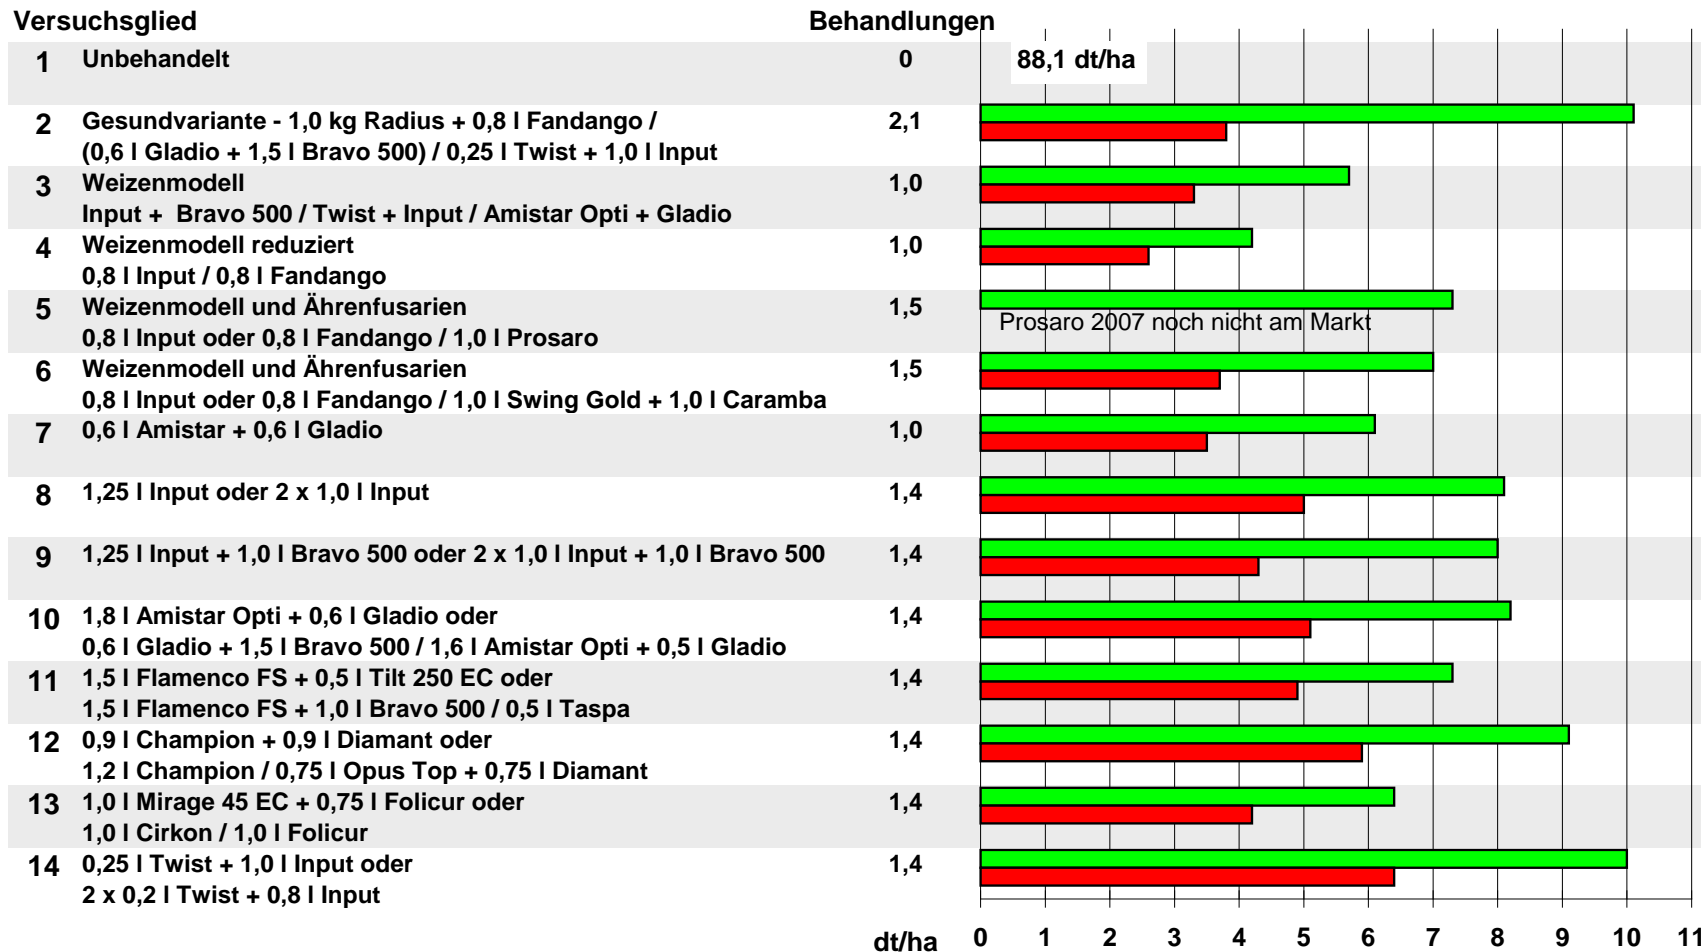 Versuchsglied Behandlungen
1 Unbehandelt 0 88,1 dt/ha
2 Gesundvariante - 1,0 kg Radius + 0,8 l Fandango / 2,1
(0,6 l Gladio + 1,5 l Bravo 500) / 0,25 l Twist + 1,0 l Input
3 Weizenmodell 1,0
Input + Bravo 500 / Twist + Input / Amistar Opti + Gladio
4 Weizenmodell reduziert 1,0
0,8 l Input / 0,8 l Fandango
5 Weizenmodell und Ährenfusarien 1,5
Prosaro 2007 noch nicht am Markt
0,8 l Input oder 0,8 l Fandango / 1,0 l Prosaro
6 Weizenmodell und Ährenfusarien 1,5
0,8 l Input oder 0,8 l Fandango / 1,0 l Swing Gold + 1,0 l Caramba
7 0,6 l Amistar + 0,6 l Gladio 1,0
8 1,25 l Input oder 2 x 1,0 l Input 1,4
9 1,25 l Input + 1,0 l Bravo 500 oder 2 x 1,0 l Input + 1,0 l Bravo 500 1,4
10 1,8 l Amistar Opti + 0,6 l Gladio oder 1,4
0,6 l Gladio + 1,5 l Bravo 500 / 1,6 l Amistar Opti + 0,5 l Gladio
11 1,5 l Flamenco FS + 0,5 l Tilt 250 EC oder 1,4
1,5 l Flamenco FS + 1,0 l Bravo 500 / 0,5 l Taspa
12 0,9 l Champion + 0,9 l Diamant oder 1,4
1,2 l Champion / 0,75 l Opus Top + 0,75 l Diamant
13 1,0 l Mirage 45 EC + 0,75 l Folicur oder 1,4
1,0 l Cirkon / 1,0 l Folicur
14 0,25 l Twist + 1,0 l Input oder 1,4
2 x 0,2 l Twist + 0,8 l Input
dt/ha 0 1 2 3 4 5 6 7 8 9 10 11